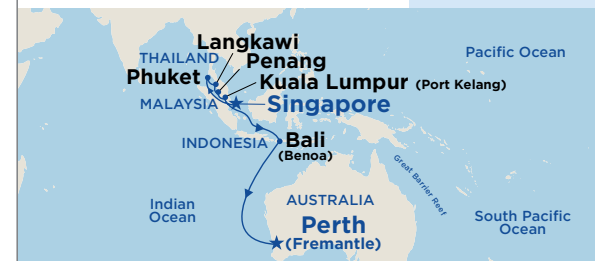 Langkawi
THAILAND
Penang
Pacific Ocean
Phuket
Kuala Lumpur (Port Kelang)
MALAYSIA
Singapore
INDONESIA
Bali
(Benoa)
Great Barrier Reef
Indian
Ocean
AUSTRALIA
South Pacific
Ocean
Perth
(Fremantle)